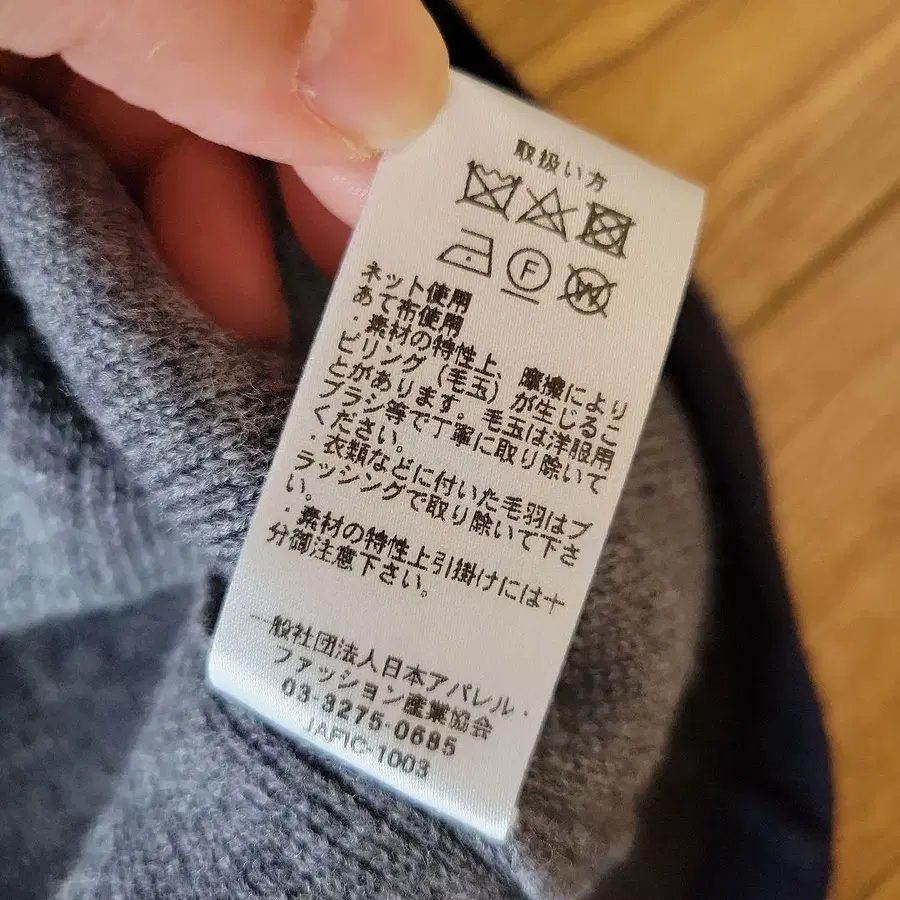 取扱い方
F
W
ネット使用
あて布使用
・素材の特性上、摩擦により
ピリング（毛玉）が生じるこ
とがあります。毛玉は洋服用
ブラシ等で丁寧に取り除いて
ください。
・衣類などに付いた毛羽はブ
ラッシングで取り除いて下さ
い。
・素材の特性上引掛けには十
分御注意下さい。
一般社団法人日本アパレル・
ファッション産業協会
03-3275-0685
JAFIC-1003